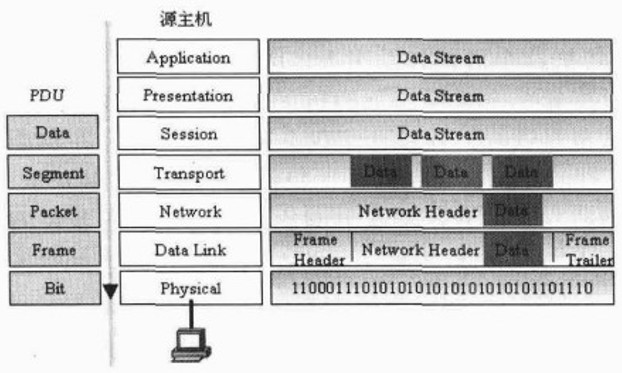 源主机
Application Data Stream
PDU Presentation Data Stream
Data Session Data Stream
Segment Transport Data Data Data
Packet Network Network Header Data
Frame Data Link Frame Header Network Header Data Frame Trailer
Bit Physical 1100011101010101010101010101101110